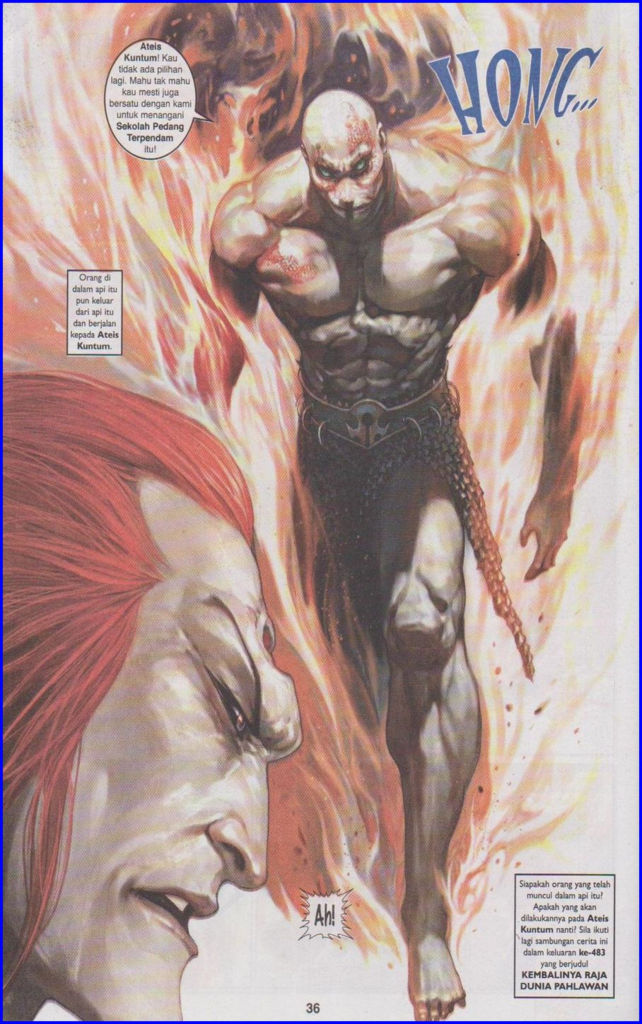 Ateis
Kuntum! Kau
tidak ada pilihan
lagi. Mahu tak mahu
kau mesti juga
bersatu dengan kami
untuk menangani
Sekolah Pedang
Terpendam
itu!
HONG...
Orang di
dalam api itu
pun keluar
dari api itu
dan berjalan
kepada Ateis
Kuntum.
Ah!
Siapakah orang yang telah
muncul dalam api itu?
Apakah yang akan
dilakukannya pada Ateis
Kuntum nanti? Sila ikuti
lagi sambungan cerita ini
dalam keluaran ke-483
yang berjudul
KEMBALINYA RAJA
DUNIA PAHLAWAN
36